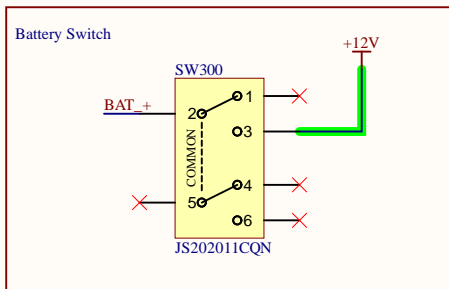 Battery Switch
+12V
SW300
BAT_+
1
2
3
COMMON
4
5
6
JS202011CQN